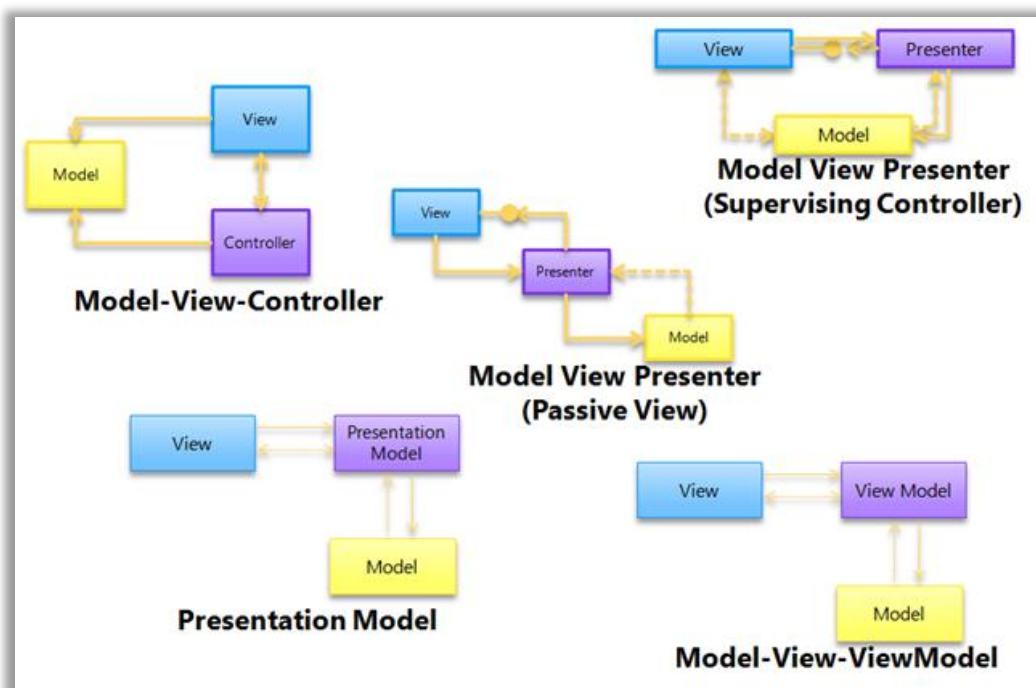 View
Model
Controller
Model-View-Controller
View
Presenter
Model
Model View Presenter
(Supervising Controller)
View
Presenter
Model
Model View Presenter
(Passive View)
View
Presentation
Model
Model
Presentation Model
View
View Model
Model
Model-View-ViewModel